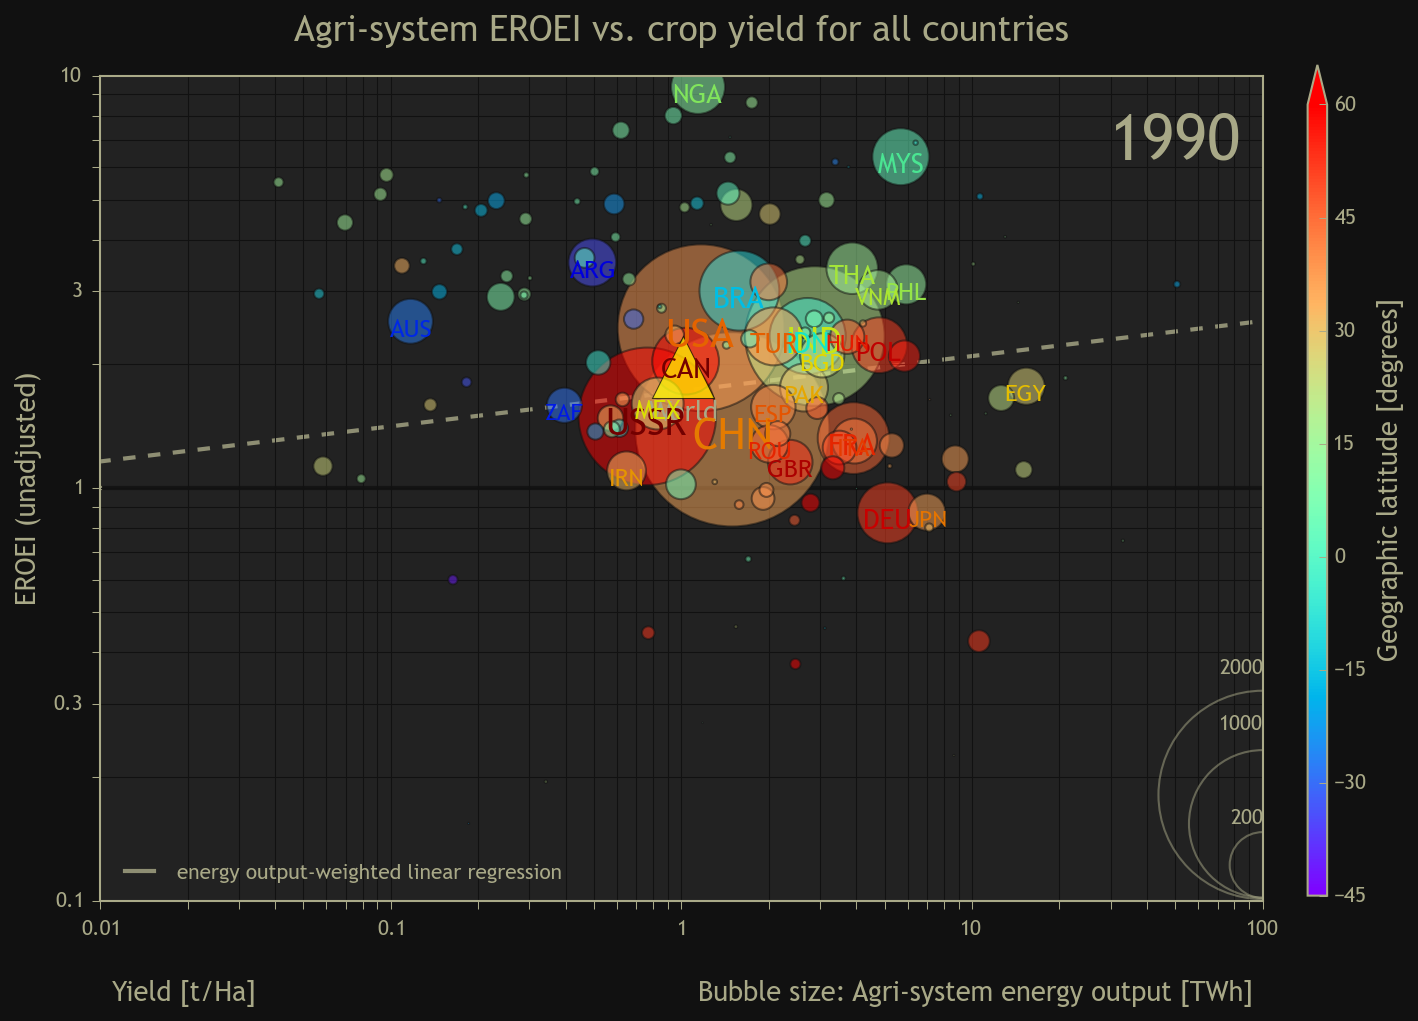 Agri-system EROEI vs. crop yield for all countries
1990
10
3
1
0.3
0.1
EROEI (unadjusted)
NGA
MYS
ARG
THA
VNM
PHL
BRA
AUS
USA
TUR
IND
IDN
HUN
POL
BGD
CAN
PAK
EGY
ZAF
MEX
World
ESP
USSR
CHN
FRA
ROU
GBR
IRN
DEU
JPN
energy output-weighted linear regression
2000
1000
200
0.01
0.1
1
10
100
Yield [t/Ha]
Bubble size: Agri-system energy output [TWh]
60
45
30
15
0
−15
−30
−45
Geographic latitude [degrees]